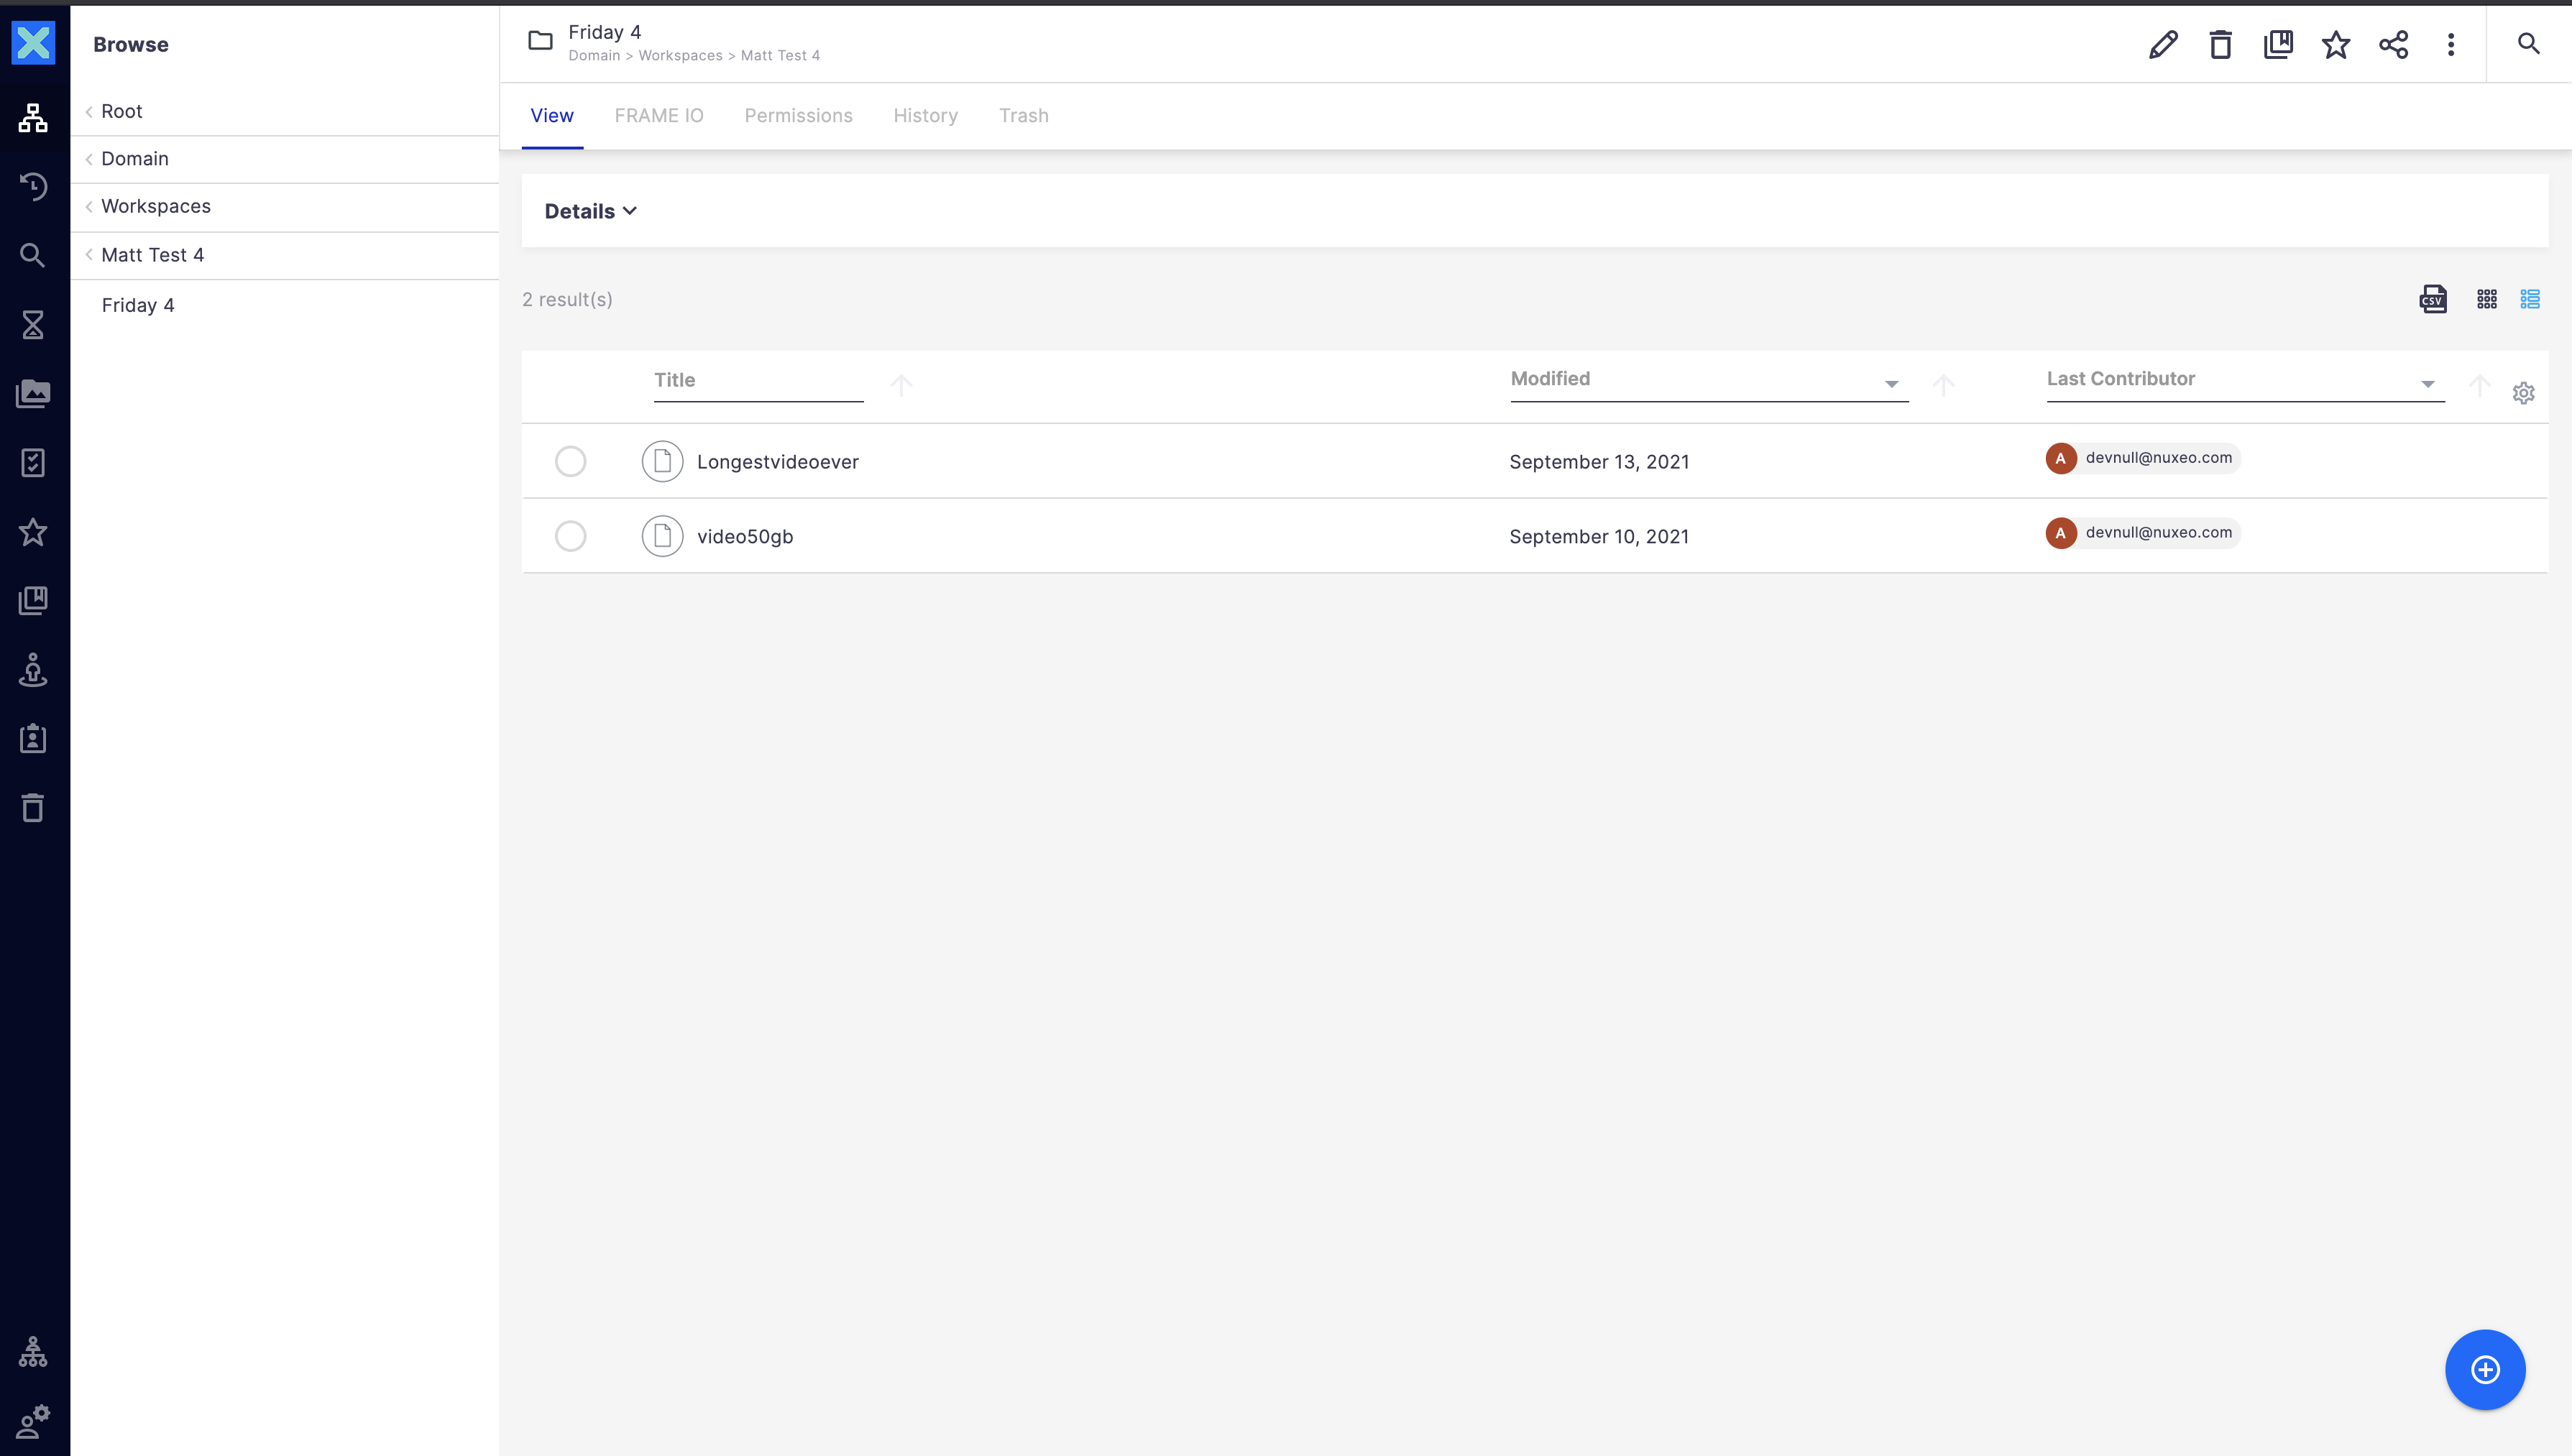 Browse
Root
Domain
Workspaces
Matt Test 4
Friday 4
Friday 4
Domain > Workspaces > Matt Test 4
View FRAME IO Permissions History Trash
Details
2 result(s)
CSV
Title Modified Last Contributor
Longestvideoever September 13, 2021 A devnull@nuxeo.com
video50gb September 10, 2021 A devnull@nuxeo.com